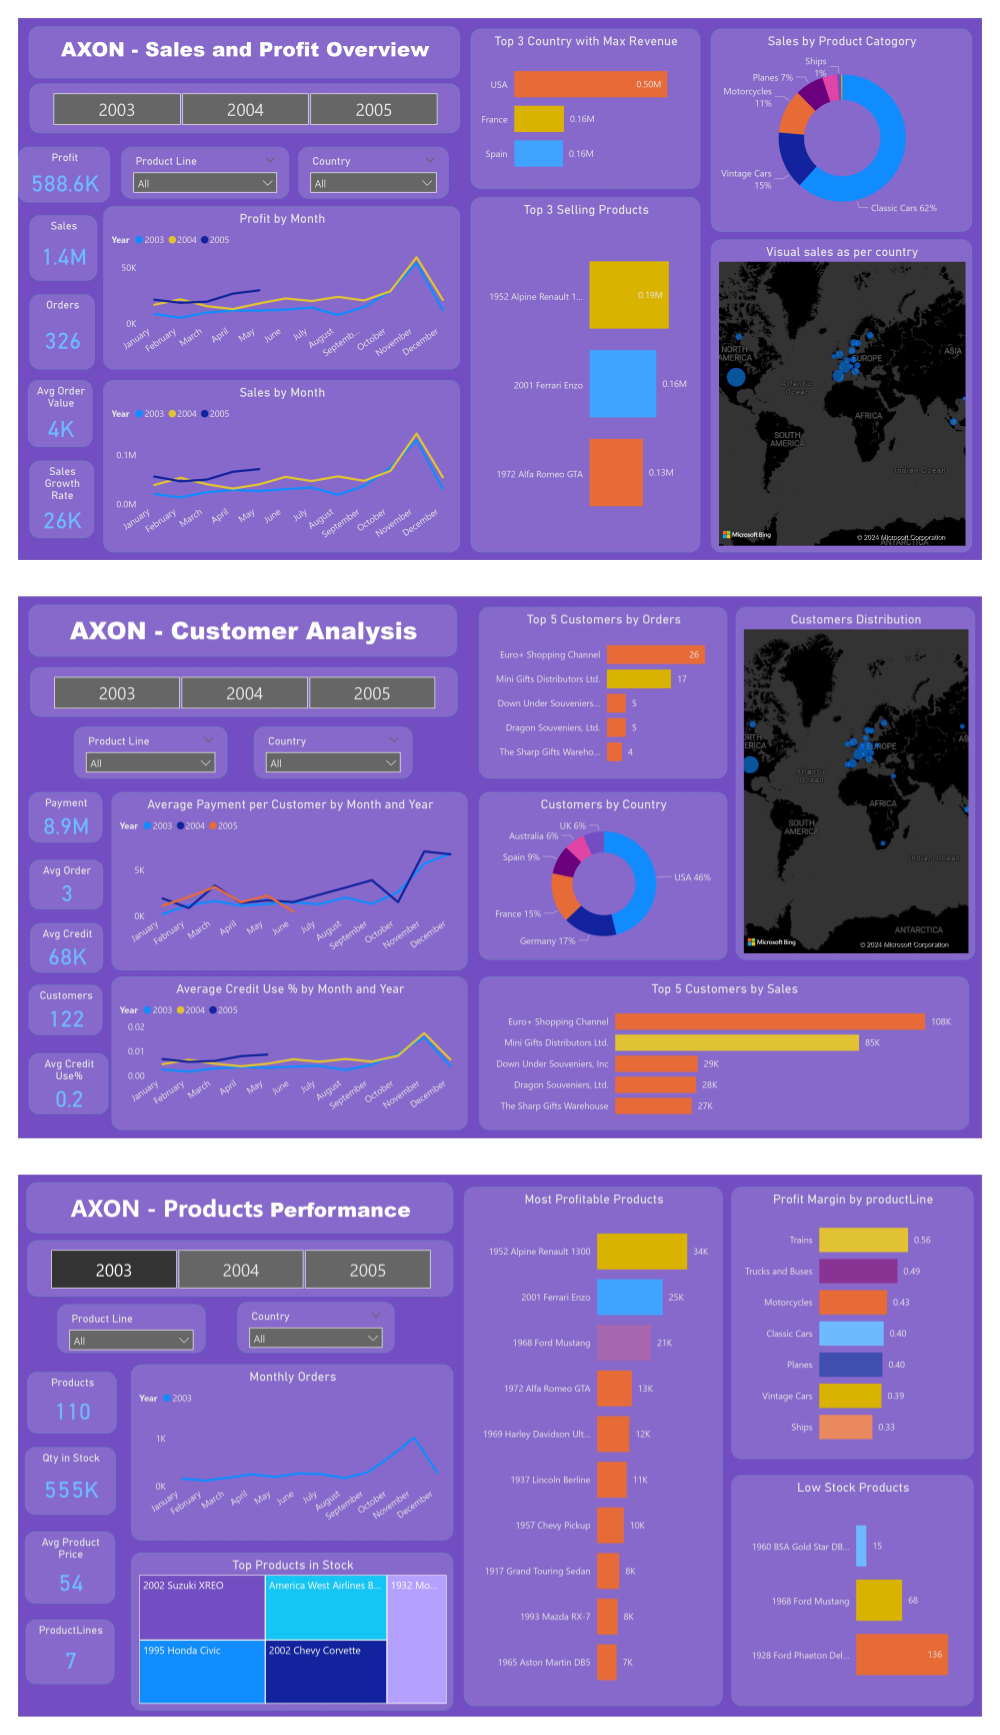 AXON - Sales and Profit Overview
2003 2004 2005
Profit
588.6K
Product Line
All
Country
All
Sales
1.4M
Orders
326
Avg Order
Value
4K
Sales
Growth
Rate
26K
Profit by Month
Year 2003 2004 2005
50K
0K
January February March April May June July August Septemb... October November December
Sales by Month
Year 2003 2004 2005
0.1M
0.0M
January February March April May June July August September October November December
Top 3 Country with Max Revenue
USA 0.50M
France 0.16M
Spain 0.16M
Top 3 Selling Products
1952 Alpine Renault 1... 0.19M
2001 Ferrari Enzo 0.16M
1972 Alfa Romeo GTA 0.13M
Sales by Product Catogory
Ships
1%
Planes 7%
Motorcycles
11%
Vintage Cars
15%
Classic Cars 62%
Visual sales as per country
NORTH
AMERICA
EUROPE
ASIA
Atlantic
Ocean
AFRICA
SOUTH
AMERICA
Indian Ocean
Microsoft Bing
© 2024 Microsoft Corporation
ANTARCTICA
AXON - Customer Analysis
2003 2004 2005
Product Line
All
Country
All
Payment
8.9M
Avg Order
3
Avg Credit
68K
Customers
122
Avg Credit
Use%
0.2
Average Payment per Customer by Month and Year
Year 2003 2004 2005
5K
0K
January February March April May June July August September October November December
Average Credit Use % by Month and Year
Year 2003 2004 2005
0.02
0.01
0.00
January February March April May June July August September October November December
Top 5 Customers by Orders
Euro+ Shopping Channel 26
Mini Gifts Distributors Ltd. 17
Down Under Souveniers... 5
Dragon Souveniers, Ltd. 5
The Sharp Gifts Wareho... 4
Customers by Country
UK 6%
Australia 6%
Spain 9%
France 15%
Germany 17%
USA 46%
Customers Distribution
RTH
ERICA
EUROPE
AS
Atlantic
Ocean
AFRICA
SOUTH
AMERICA
Indian Ocean
ANTARCTICA
Microsoft Bing
© 2024 Microsoft Corporation
Top 5 Customers by Sales
Euro+ Shopping Channel 108K
Mini Gifts Distributors Ltd. 85K
Down Under Souveniers, Inc 29K
Dragon Souveniers, Ltd. 28K
The Sharp Gifts Warehouse 27K
AXON - Products Performance
2003 2004 2005
Product Line
All
Country
All
Products
110
Qty in Stock
555K
Avg Product
Price
54
ProductLines
7
Monthly Orders
Year 2003
1K
0K
January February March April May June July August September October November December
Top Products in Stock
2002 Suzuki XREO
America West Airlines B...
1932 Mo...
1995 Honda Civic
2002 Chevy Corvette
Most Profitable Products
1952 Alpine Renault 1300 34K
2001 Ferrari Enzo 25K
1968 Ford Mustang 21K
1972 Alfa Romeo GTA 13K
1969 Harley Davidson Ult... 12K
1937 Lincoln Berline 11K
1957 Chevy Pickup 10K
1917 Grand Touring Sedan 8K
1993 Mazda RX-7 8K
1965 Aston Martin DB5 7K
Profit Margin by productLine
Trains 0.56
Trucks and Buses 0.49
Motorcycles 0.43
Classic Cars 0.40
Planes 0.40
Vintage Cars 0.39
Ships 0.33
Low Stock Products
1960 BSA Gold Star DB... 15
1968 Ford Mustang 68
1928 Ford Phaeton Del... 136